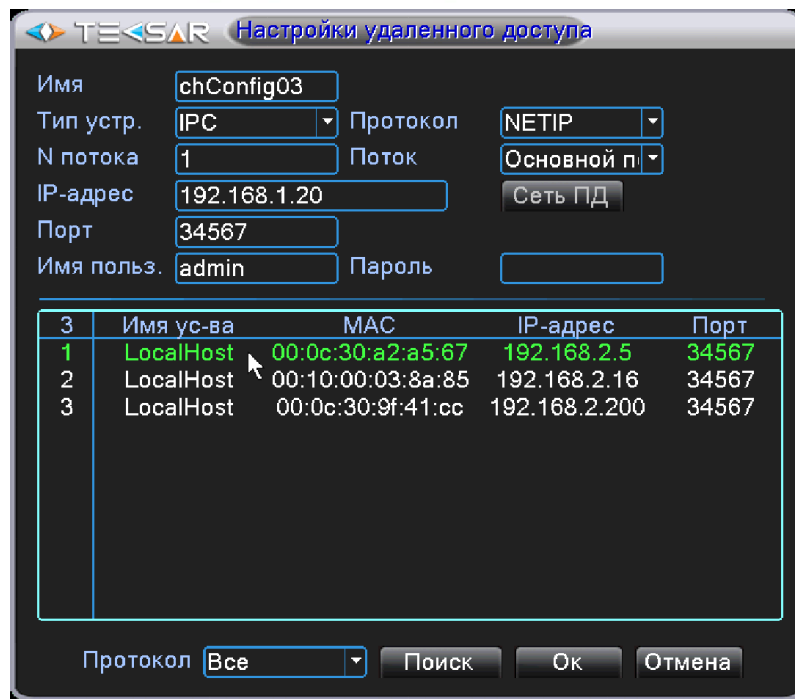 TECSAR Настройки удаленного доступа
Имя chConfig03
Тип устр. IPC Протокол NETIP
N потока 1 Поток Основной п
IP-адрес 192.168.1.20 Сеть ПД
Порт 34567
Имя польз. admin Пароль
3 Имя ус-ва MAC IP-адрес Порт
1 LocalHost 00:0c:30:a2:a5:67 192.168.2.5 34567
2 LocalHost 00:10:00:03:8a:85 192.168.2.16 34567
3 LocalHost 00:0c:30:9f:41:cc 192.168.2.200 34567
Протокол Все Поиск Ок Отмена